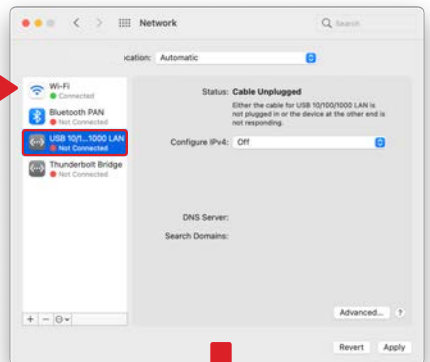 Network
Search
ocation: Automatic
Wi-Fi
Connected
Bluetooth PAN
Not Connected
USB 10/1...1000 LAN
Not Connected
Thunderbolt Bridge
Not Connected
Status: Cable Unplugged
Either the cable for USB 10/100/1000 LAN is
not plugged in or the device at the other end is
not responding.
Configure IPv4: Off
DNS Server:
Search Domains:
Advanced... ?
+ −
Revert Apply